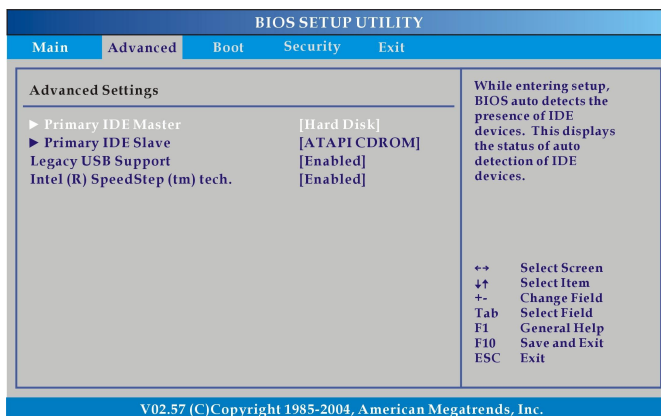 BIOS SETUP UTILITY
Main Advanced Boot Security Exit
Advanced Settings
► Primary IDE Master [Hard Disk]
► Primary IDE Slave [ATAPI CDROM]
Legacy USB Support [Enabled]
Intel (R) SpeedStep (tm) tech. [Enabled]
While entering setup,
BIOS auto detects the
presence of IDE
devices. This displays
the status of auto
detection of IDE
devices.
←→ Select Screen
↓↑ Select Item
+- Change Field
Tab Select Field
F1 General Help
F10 Save and Exit
ESC Exit
V02.57 (C)Copyright 1985-2004, American Megatrends, Inc.